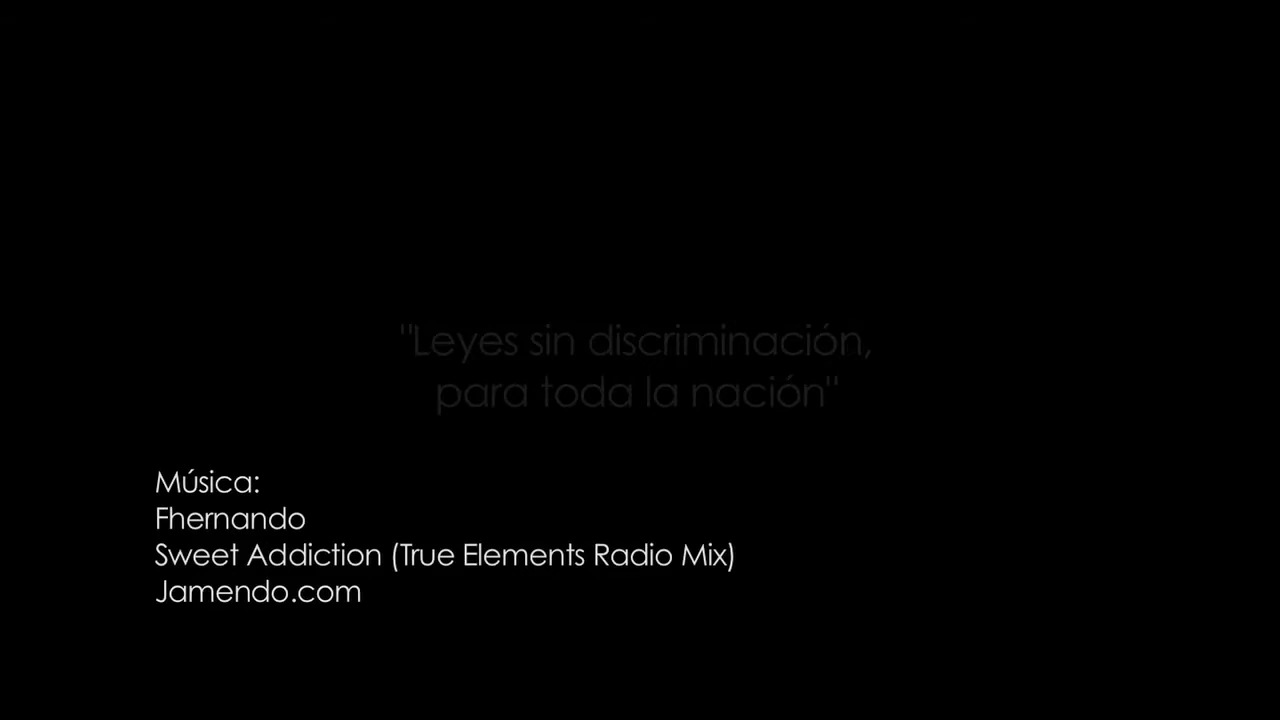 "Leyes sin discriminación,
para toda la nación"
Música:
Fhernando
Sweet Addiction (True Elements Radio Mix)
Jamendo.com